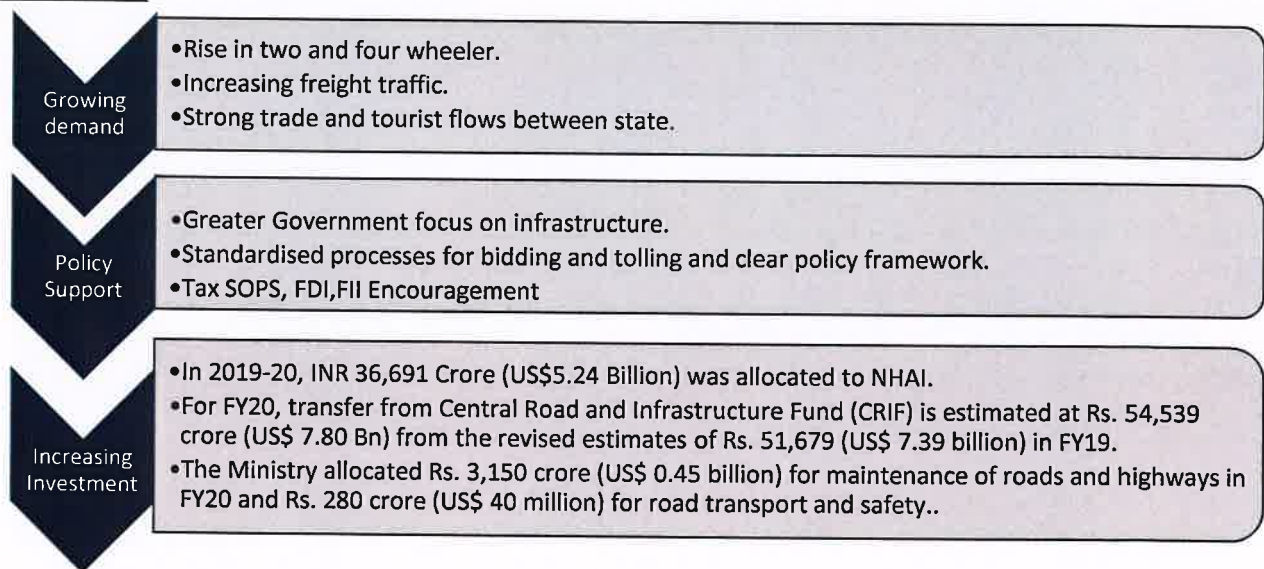 Growing
demand
•Rise in two and four wheeler.
•Increasing freight traffic.
•Strong trade and tourist flows between state.
Policy
Support
•Greater Government focus on infrastructure.
•Standardised processes for bidding and tolling and clear policy framework.
•Tax SOPS, FDI,FII Encouragement
Increasing
Investment
•In 2019-20, INR 36,691 Crore (US$5.24 Billion) was allocated to NHAI.
•For FY20, transfer from Central Road and Infrastructure Fund (CRIF) is estimated at Rs. 54,539
crore (US$ 7.80 Bn) from the revised estimates of Rs. 51,679 (US$ 7.39 billion) in FY19.
•The Ministry allocated Rs. 3,150 crore (US$ 0.45 billion) for maintenance of roads and highways in
FY20 and Rs. 280 crore (US$ 40 million) for road transport and safety..